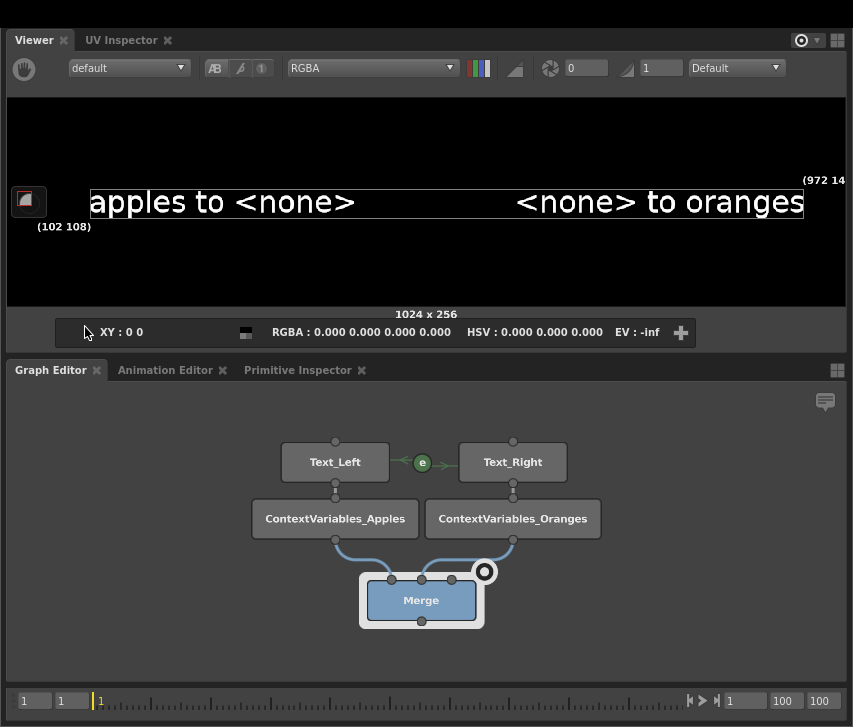 Viewer UV Inspector
default AB 1 RGBA 0 1 Default
(972 14
apples to <none> <none> to oranges
(102 108)
1024 x 256
XY : 0 0 RGBA : 0.000 0.000 0.000 0.000 HSV : 0.000 0.000 0.000 EV : -inf
Graph Editor Animation Editor Primitive Inspector
Text_Left e Text_Right
ContextVariables_Apples ContextVariables_Oranges
Merge
1 1 1 1 100 100